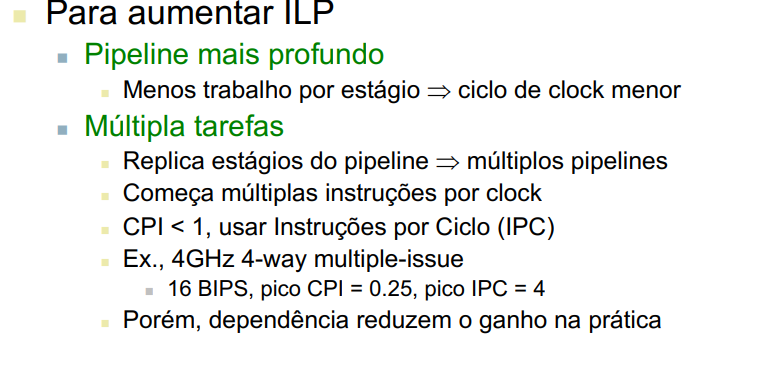 Para aumentar ILP
Pipeline mais profundo
Menos trabalho por estágio ⇒ ciclo de clock menor
Múltipla tarefas
Replica estágios do pipeline ⇒ múltiplos pipelines
Começa múltiplas instruções por clock
CPI < 1, usar Instruções por Ciclo (IPC)
Ex., 4GHz 4-way multiple-issue
16 BIPS, pico CPI = 0.25, pico IPC = 4
Porém, dependência reduzem o ganho na prática